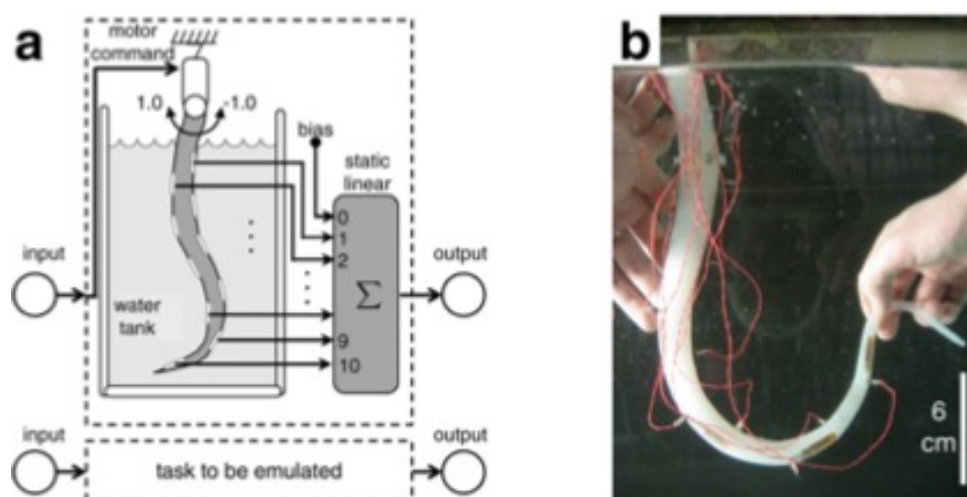 a
motor
command
1.0
-1.0
bias
static
linear
0
1
2
9
10
Σ
input
output
water
tank
input
output
task to be emulated
b
6
cm